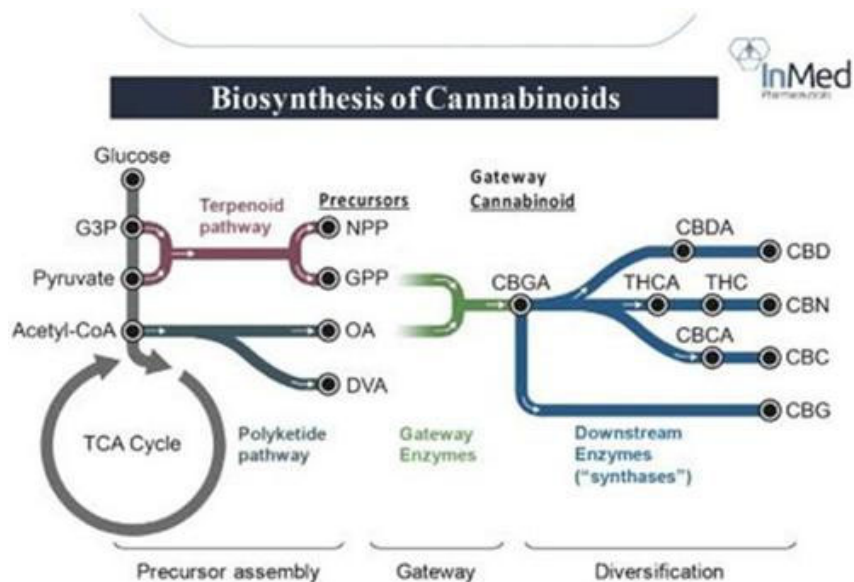 InMed
Pharmaceuticals
Biosynthesis of Cannabinoids
Glucose
G3P
Pyruvate
Acetyl-CoA
TCA Cycle
Terpenoid
pathway
Precursors
NPP
GPP
OA
DVA
Polyketide
pathway
Gateway
Cannabinoid
CBGA
Gateway
Enzymes
CBDA
CBD
THCA
THC
CBN
CBCA
CBC
CBG
Downstream
Enzymes
("synthases")
Precursor assembly
Gateway
Diversification